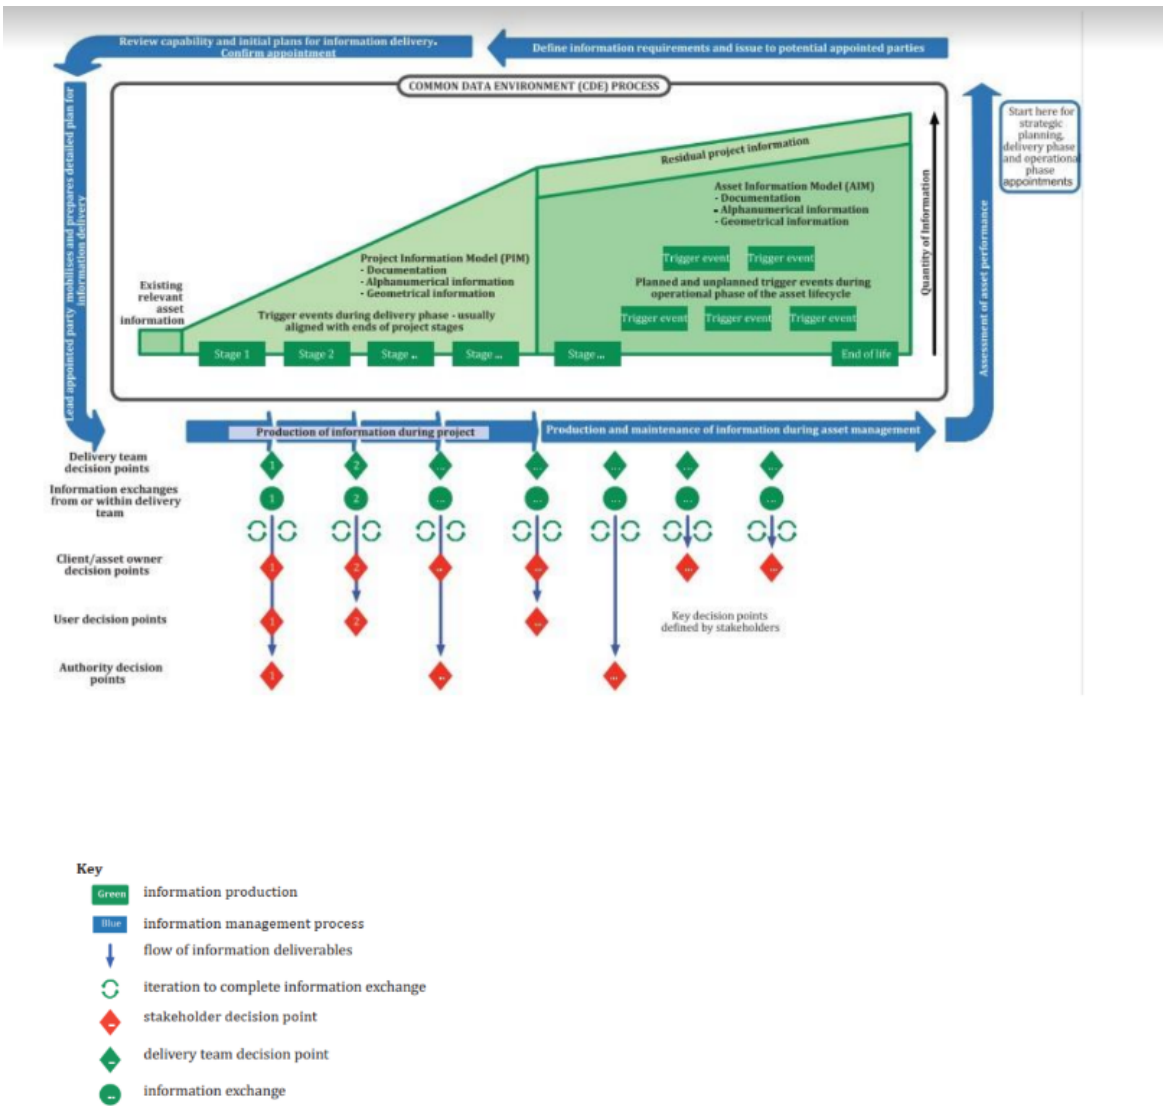 Review capability and initial plans for information delivery.
Confirm appointment
Define information requirements and issue to potential appointed parties
COMMON DATA ENVIRONMENT (CDE) PROCESS
Start here for
strategic
planning,
delivery phase
and operational
phase
appointments
Lead appointed party mobilises and prepares detailed plan for
information delivery
Residual project information
Asset Information Model (AIM)
- Documentation
- Alphanumerical information
- Geometrical information
Quantity of information
Assessment of asset performance
Project Information Model (PIM)
- Documentation
- Alphanumerical information
- Geometrical information
Trigger event
Trigger event
Planned and unplanned trigger events during
operational phase of the asset lifecycle
Existing
relevant
asset
information
Trigger events during delivery phase - usually
aligned with ends of project stages
Trigger event
Trigger event
Trigger event
Stage 1
Stage 2
Stage ..
Stage ...
Stage ...
End of life
Production of information during project
Production and maintenance of information during asset management
Delivery team
decision points
1
2
...
...
...
...
...
Information exchanges
from or within delivery
team
1
2
...
...
...
...
...
Client/asset owner
decision points
1
2
...
...
...
...
User decision points
1
2
...
Key decision points
defined by stakeholders
Authority decision
points
1
...
...
Key
Green
information production
Blue
information management process
flow of information deliverables
iteration to complete information exchange
stakeholder decision point
delivery team decision point
information exchange